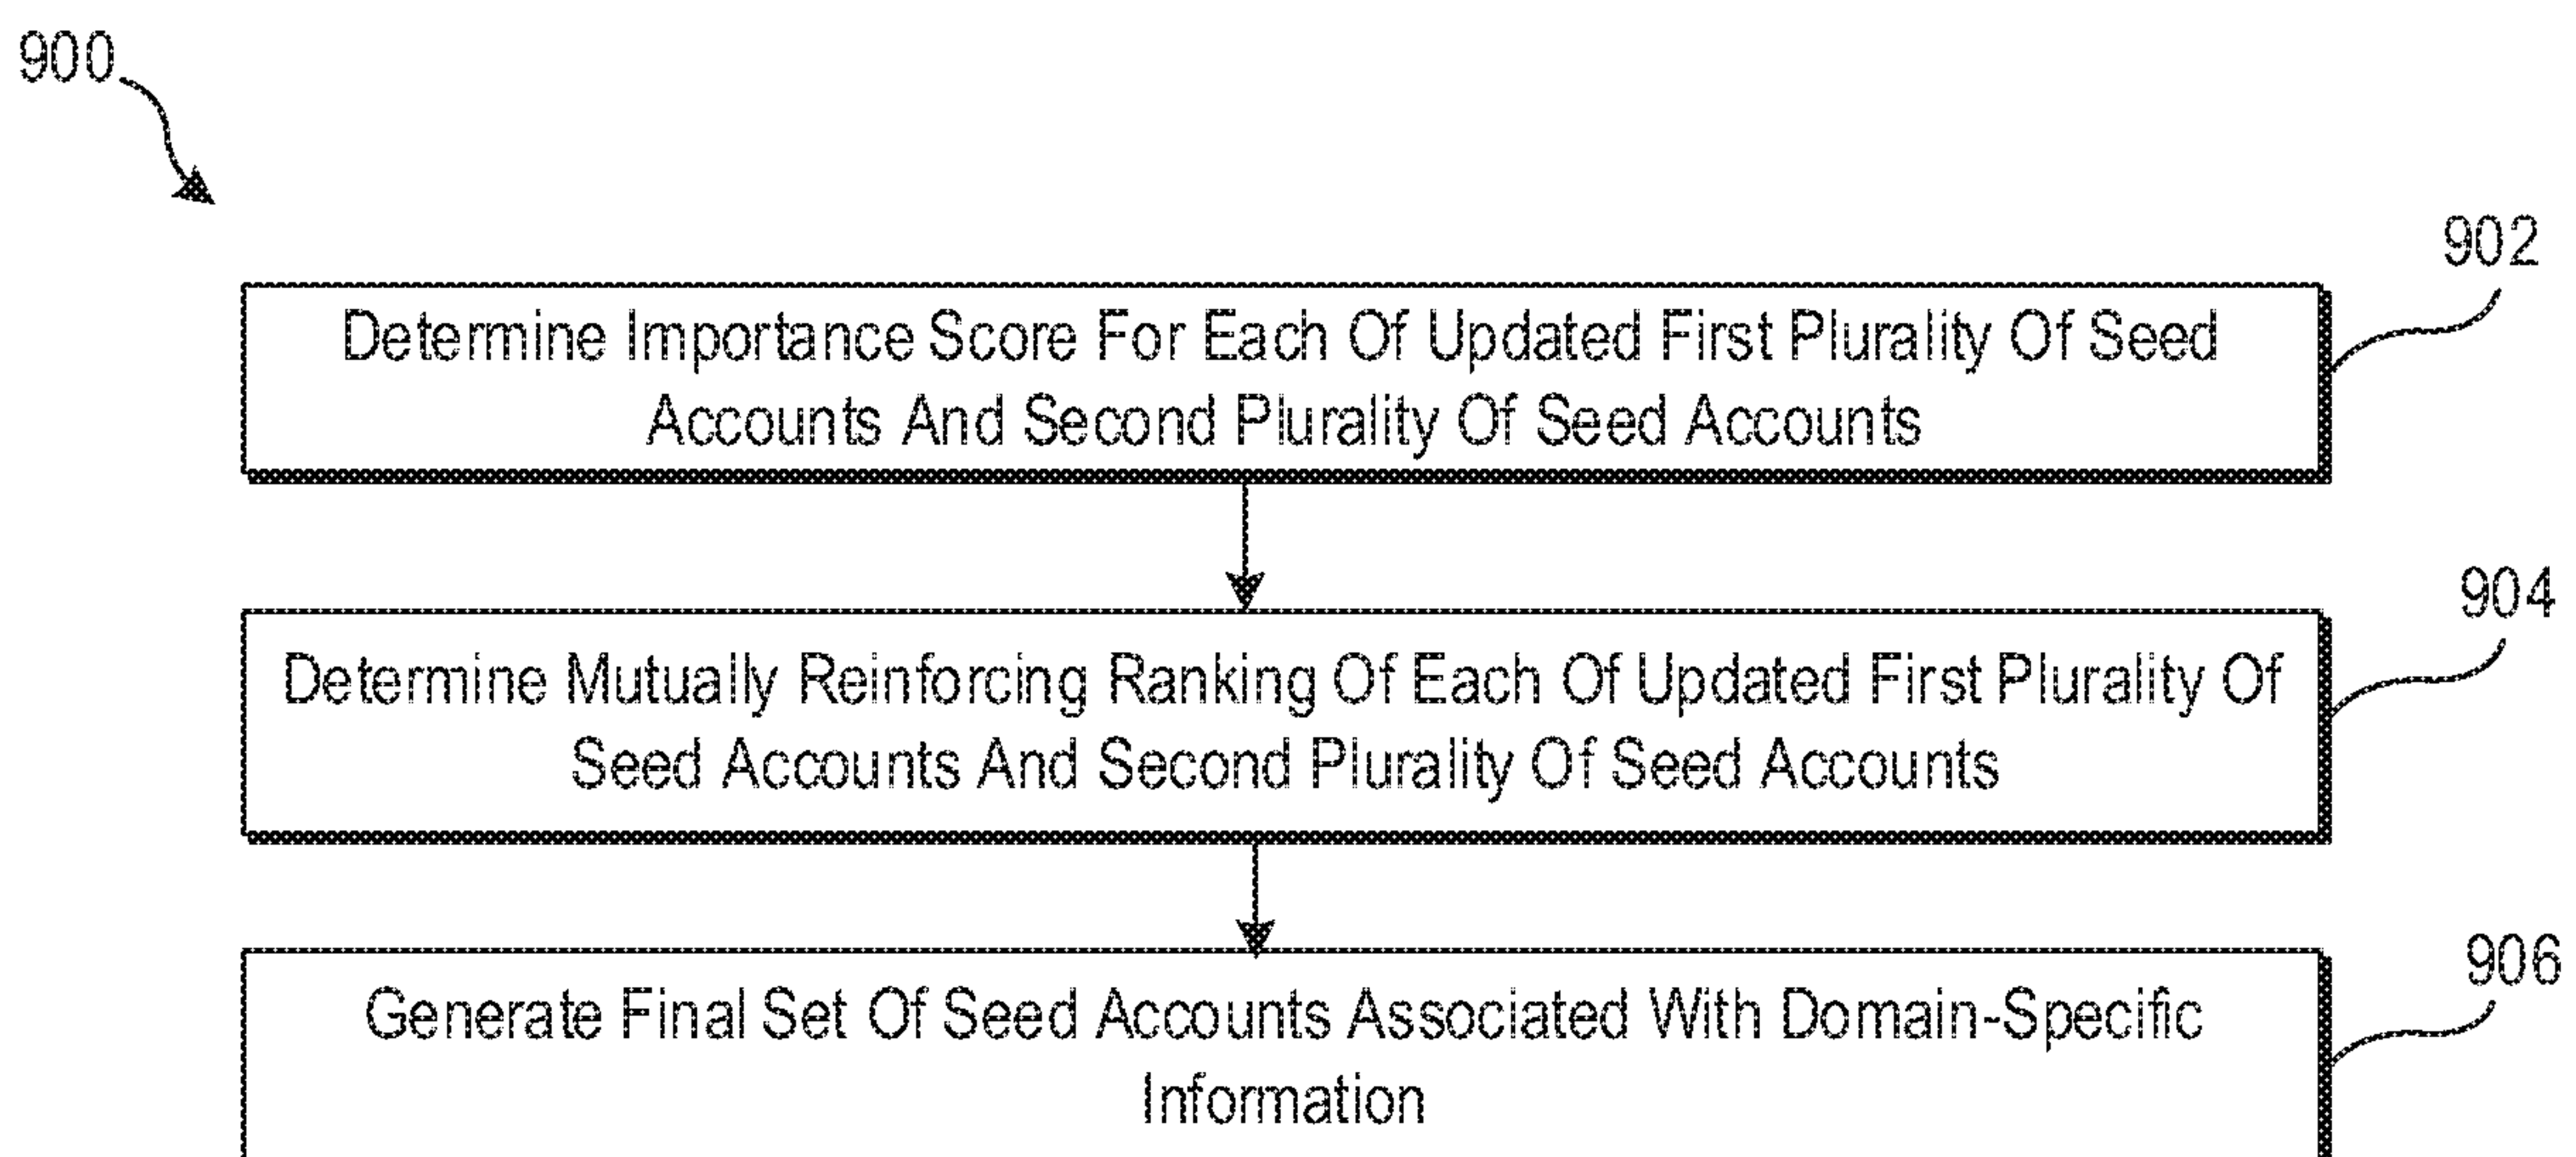 900
902
Determine Importance Score For Each Of Updated First Plurality Of Seed
Accounts And Second Plurality Of Seed Accounts
904
Determine Mutually Reinforcing Ranking Of Each Of Updated First Plurality Of
Seed Accounts And Second Plurality Of Seed Accounts
906
Generate Final Set Of Seed Accounts Associated With Domain-Specific
Information